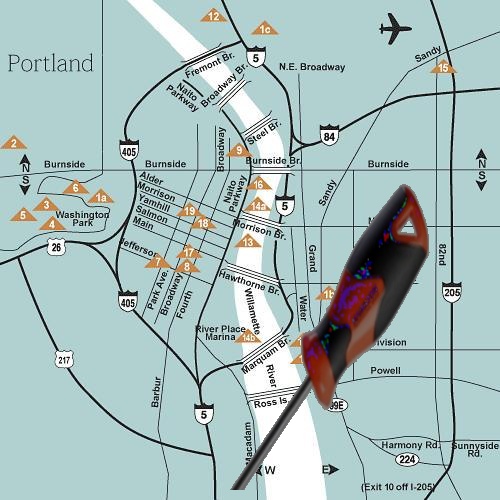 12
1c
Portland
5
Fremont Br.
Broadway Br.
N.E. Broadway
Sandy
15
Naito
Parkway
Steel Br.
84
405
2
Broadway
9
N
S
Burnside
Burnside
Burnside Br.
Burnside
N
S
Alder
Morrison
Yamhill
Salmon
Main
Jefferson
Naito
Parkway
16
14a
5
Sandy
6
1a
3
5
4
Washington
Park
19
18
Morrison Br.
13
26
17
7
8
Grand
82nd
Hawthorne Br.
205
405
Park Ave.
Broadway
Fourth
Willamette
Water
River Place
Marina
14b
Marquam Br.
217
River
Powell
Barbur
5
Ross Is.
99E
Macadam
Harmony Rd.
Sunnyside
Rd.
224
W
E
(Exit 10 off I-205)